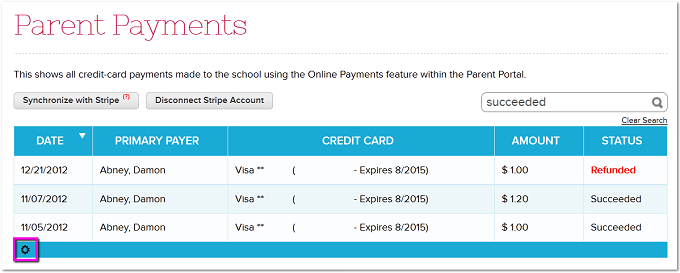 Parent Payments
This shows all credit-card payments made to the school using the Online Payments feature within the Parent Portal.
Synchronize with Stripe (?) Disconnect Stripe Account succeeded
Clear Search
DATE PRIMARY PAYER CREDIT CARD AMOUNT STATUS
12/21/2012 Abney, Damon Visa ** ( - Expires 8/2015) $ 1.00 Refunded
11/07/2012 Abney, Damon Visa ** ( - Expires 8/2015) $ 1.20 Succeeded
11/05/2012 Abney, Damon Visa ** ( - Expires 8/2015) $ 1.00 Succeeded